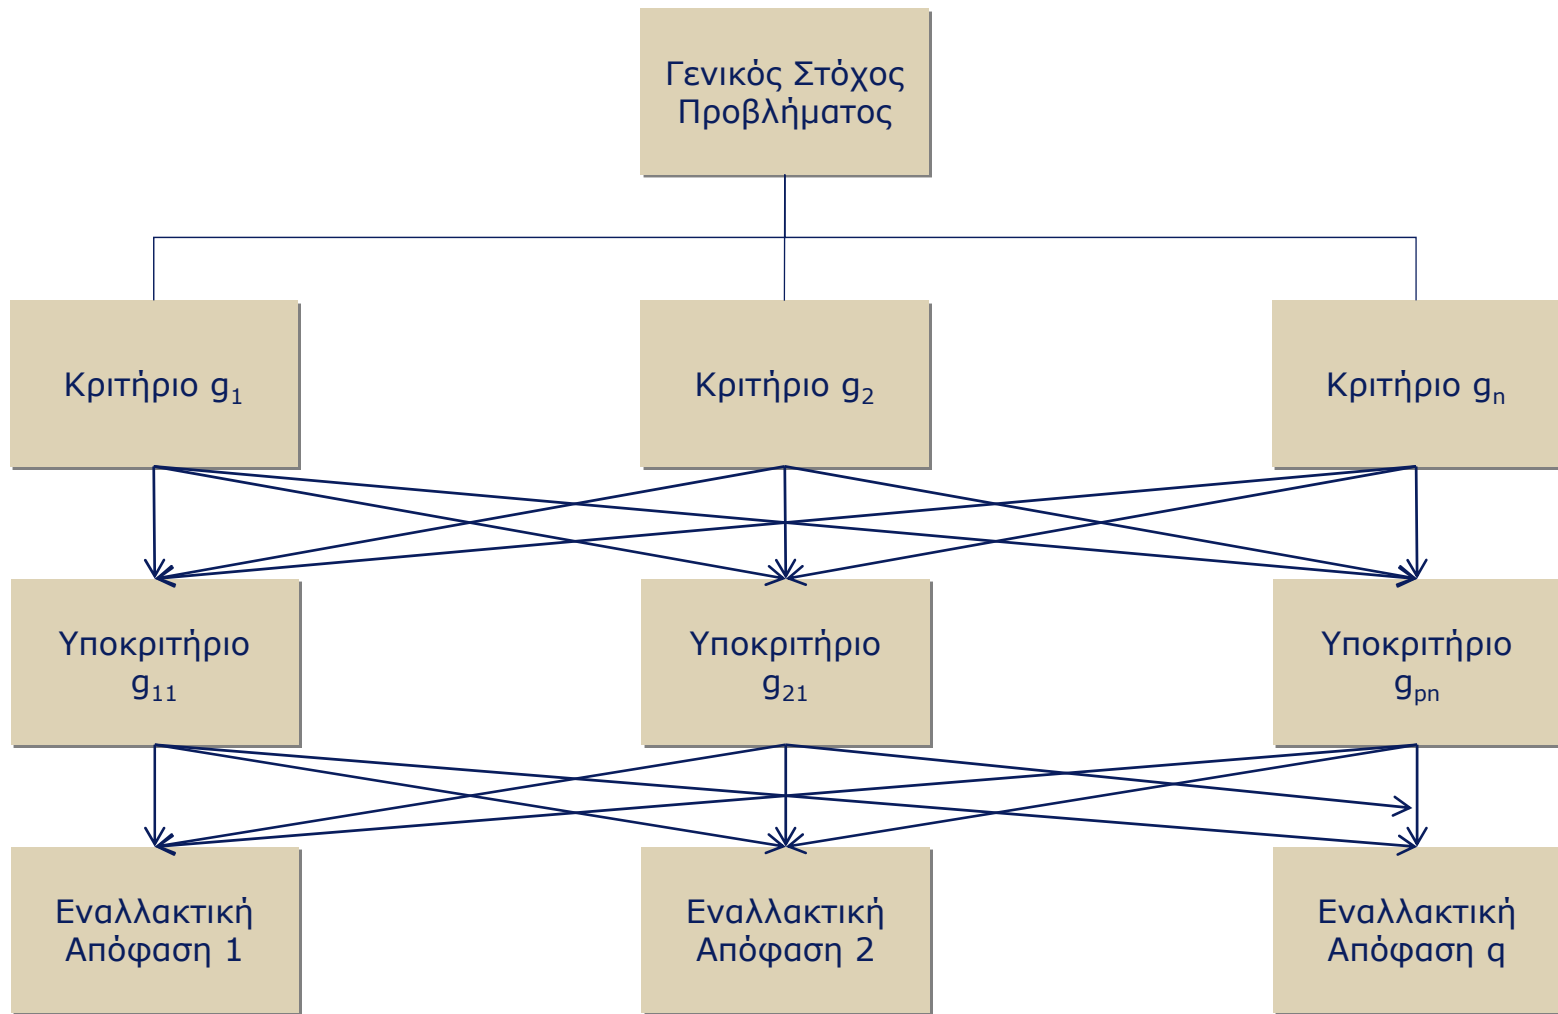 Γενικός Στόχος
Προβλήματος
Κριτήριο g₁
Κριτήριο g₂
Κριτήριο gₙ
Υποκριτήριο
g₁₁
Υποκριτήριο
g₂₁
Υποκριτήριο
gₚₙ
Εναλλακτική
Απόφαση 1
Εναλλακτική
Απόφαση 2
Εναλλακτική
Απόφαση q